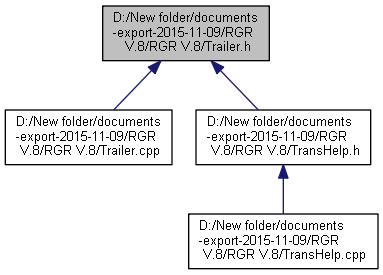 D:/New folder/documents
-export-2015-11-09/RGR
V.8/RGR V.8/Trailer.h
D:/New folder/documents
-export-2015-11-09/RGR
V.8/RGR V.8/Trailer.cpp
D:/New folder/documents
-export-2015-11-09/RGR
V.8/RGR V.8/TransHelp.h
D:/New folder/documents
-export-2015-11-09/RGR
V.8/RGR V.8/TransHelp.cpp